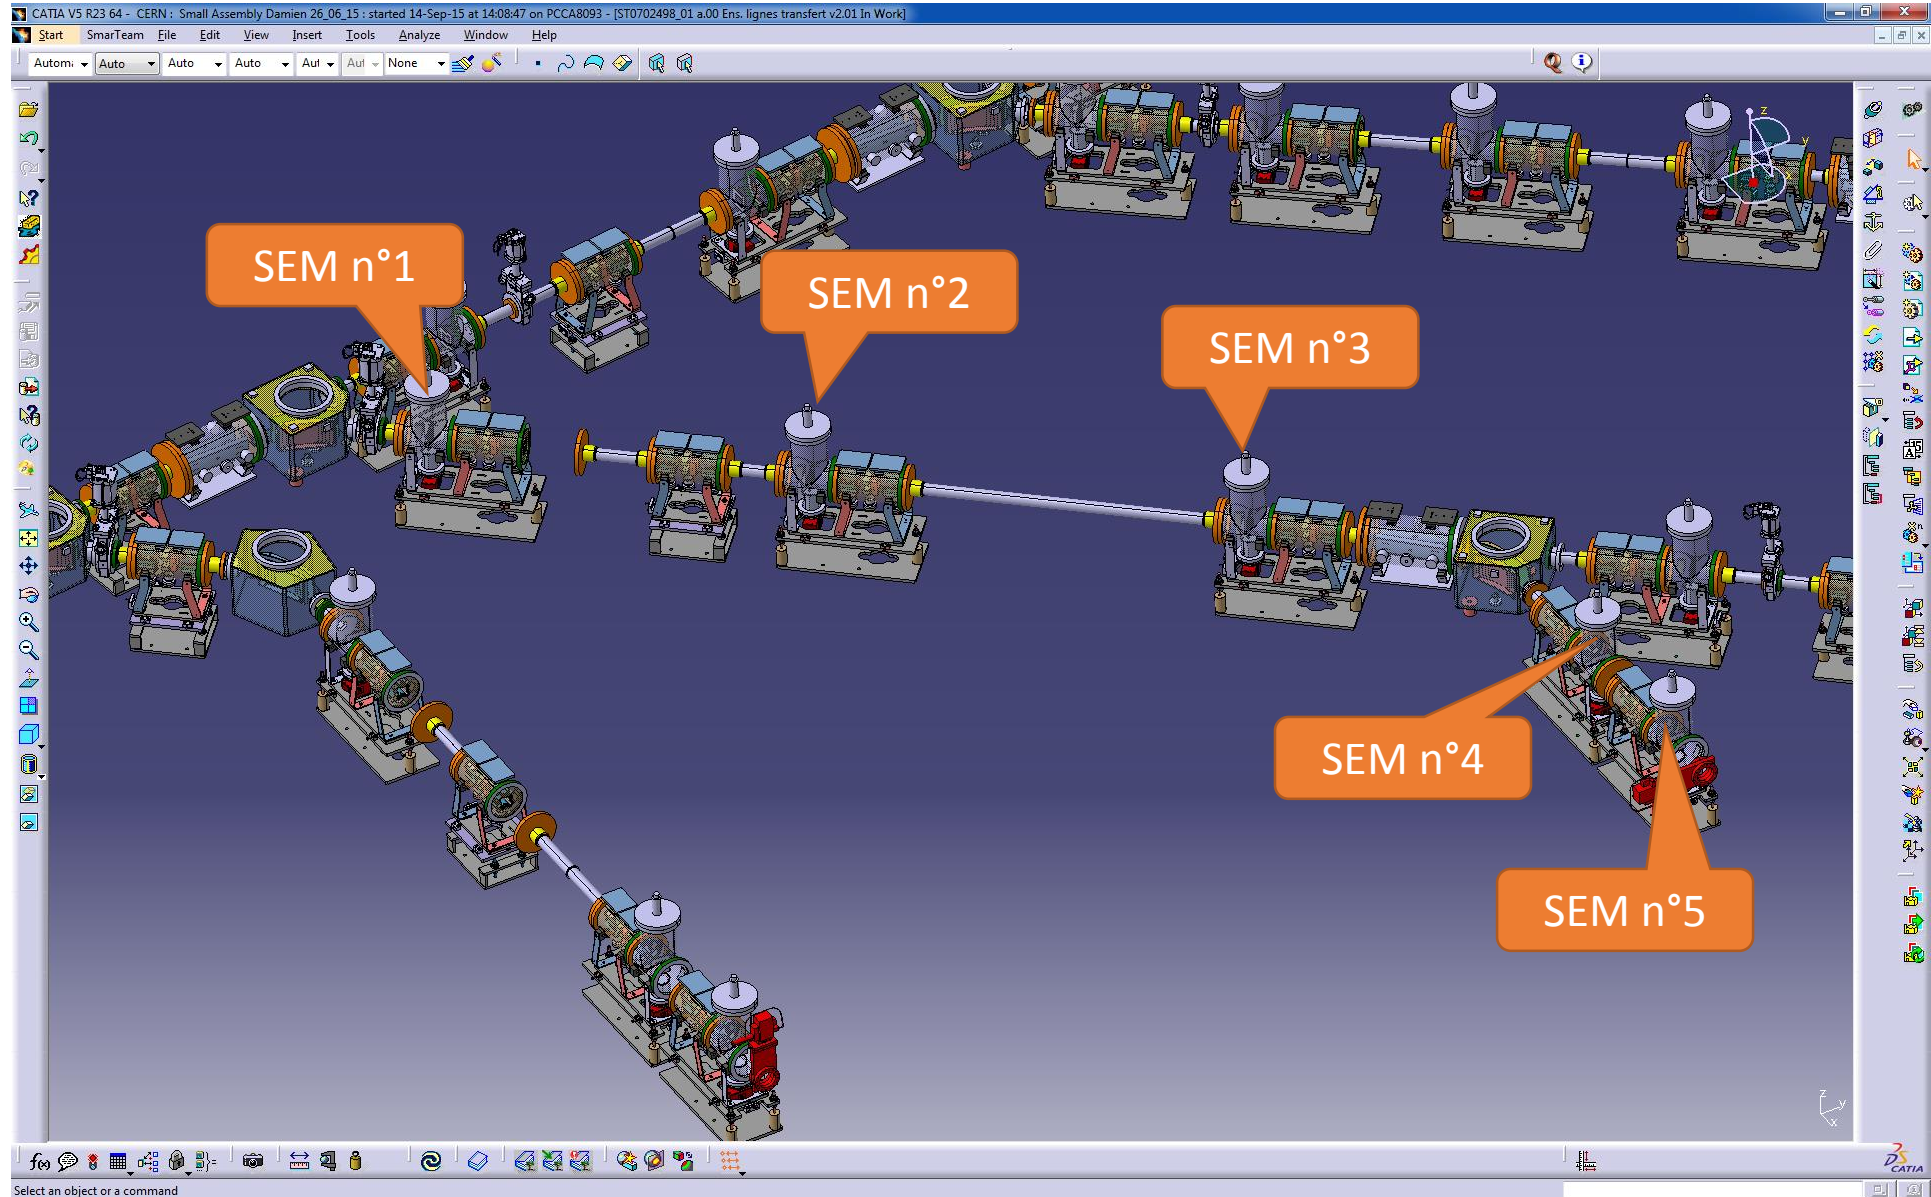 CATIA V5 R23 64 - CERN : Small Assembly Damien 26_06_15 : started 14-Sep-15 at 14:08:47 on PCCA8093 - [ST0702498_01 a.00 Ens. lignes transfert v2.01 In Work]
Start SmarTeam File Edit View Insert Tools Analyze Window Help
Auto Auto Auto None
z
y
SEM n°1
SEM n°2
SEM n°3
SEM n°4
SEM n°5
z
y
x
f(x)
CATIA
Select an object or a command